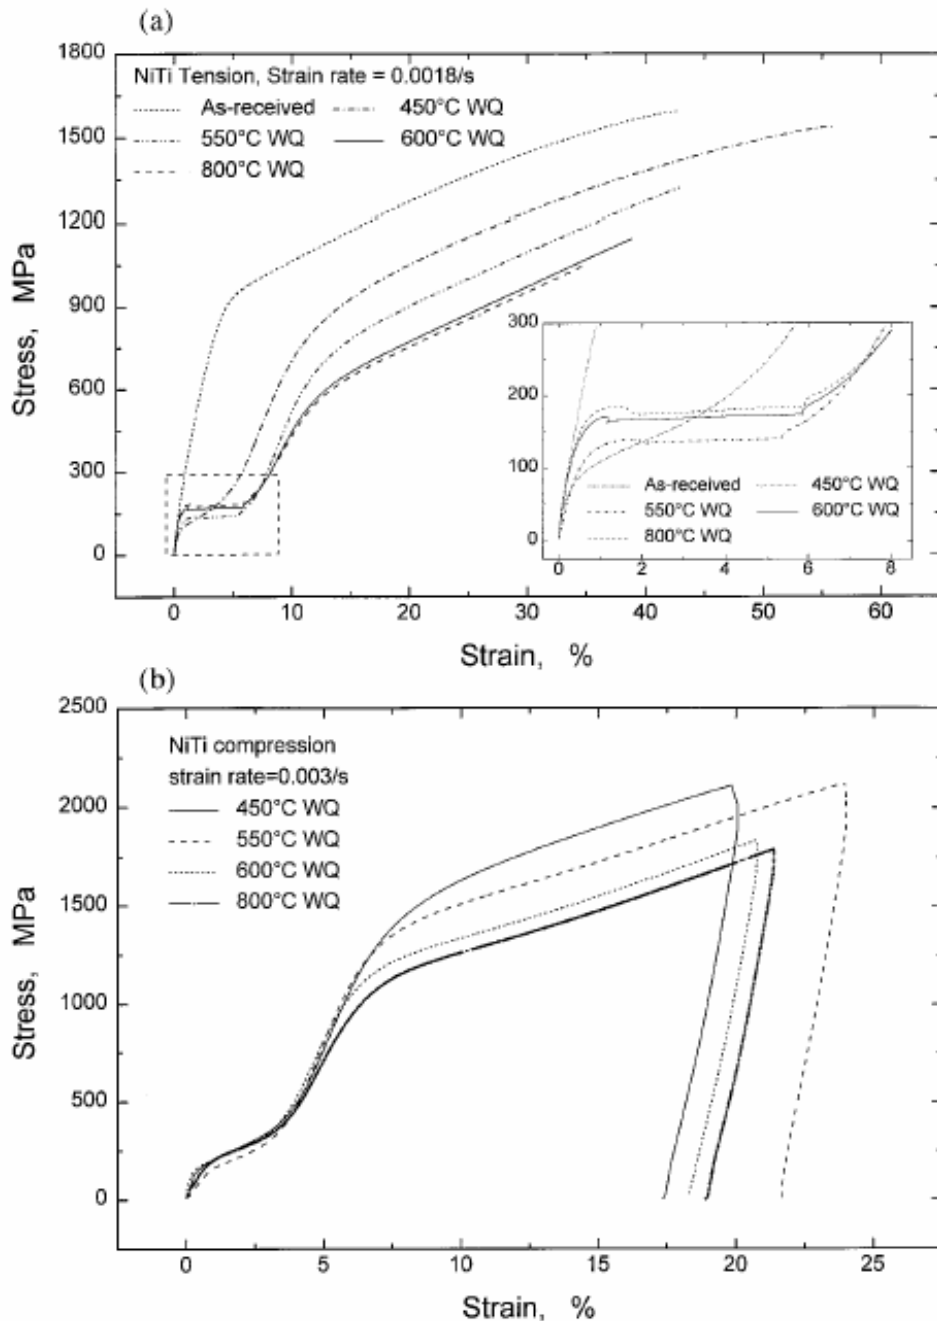 (a)
1800
NiTi Tension, Strain rate = 0.0018/s
As-received 450°C WQ
1500
550°C WQ 600°C WQ
800°C WQ
1200
Stress, MPa
900
600
300
0
300
200
100
0
As-received 450°C WQ
550°C WQ 600°C WQ
800°C WQ
0 2 4 6 8
0 10 20 30 40 50 60
Strain, %
(b)
2500
NiTi compression
strain rate=0.003/s
2000
450°C WQ
550°C WQ
600°C WQ
800°C WQ
1500
Stress, MPa
1000
500
0
0 5 10 15 20 25
Strain, %